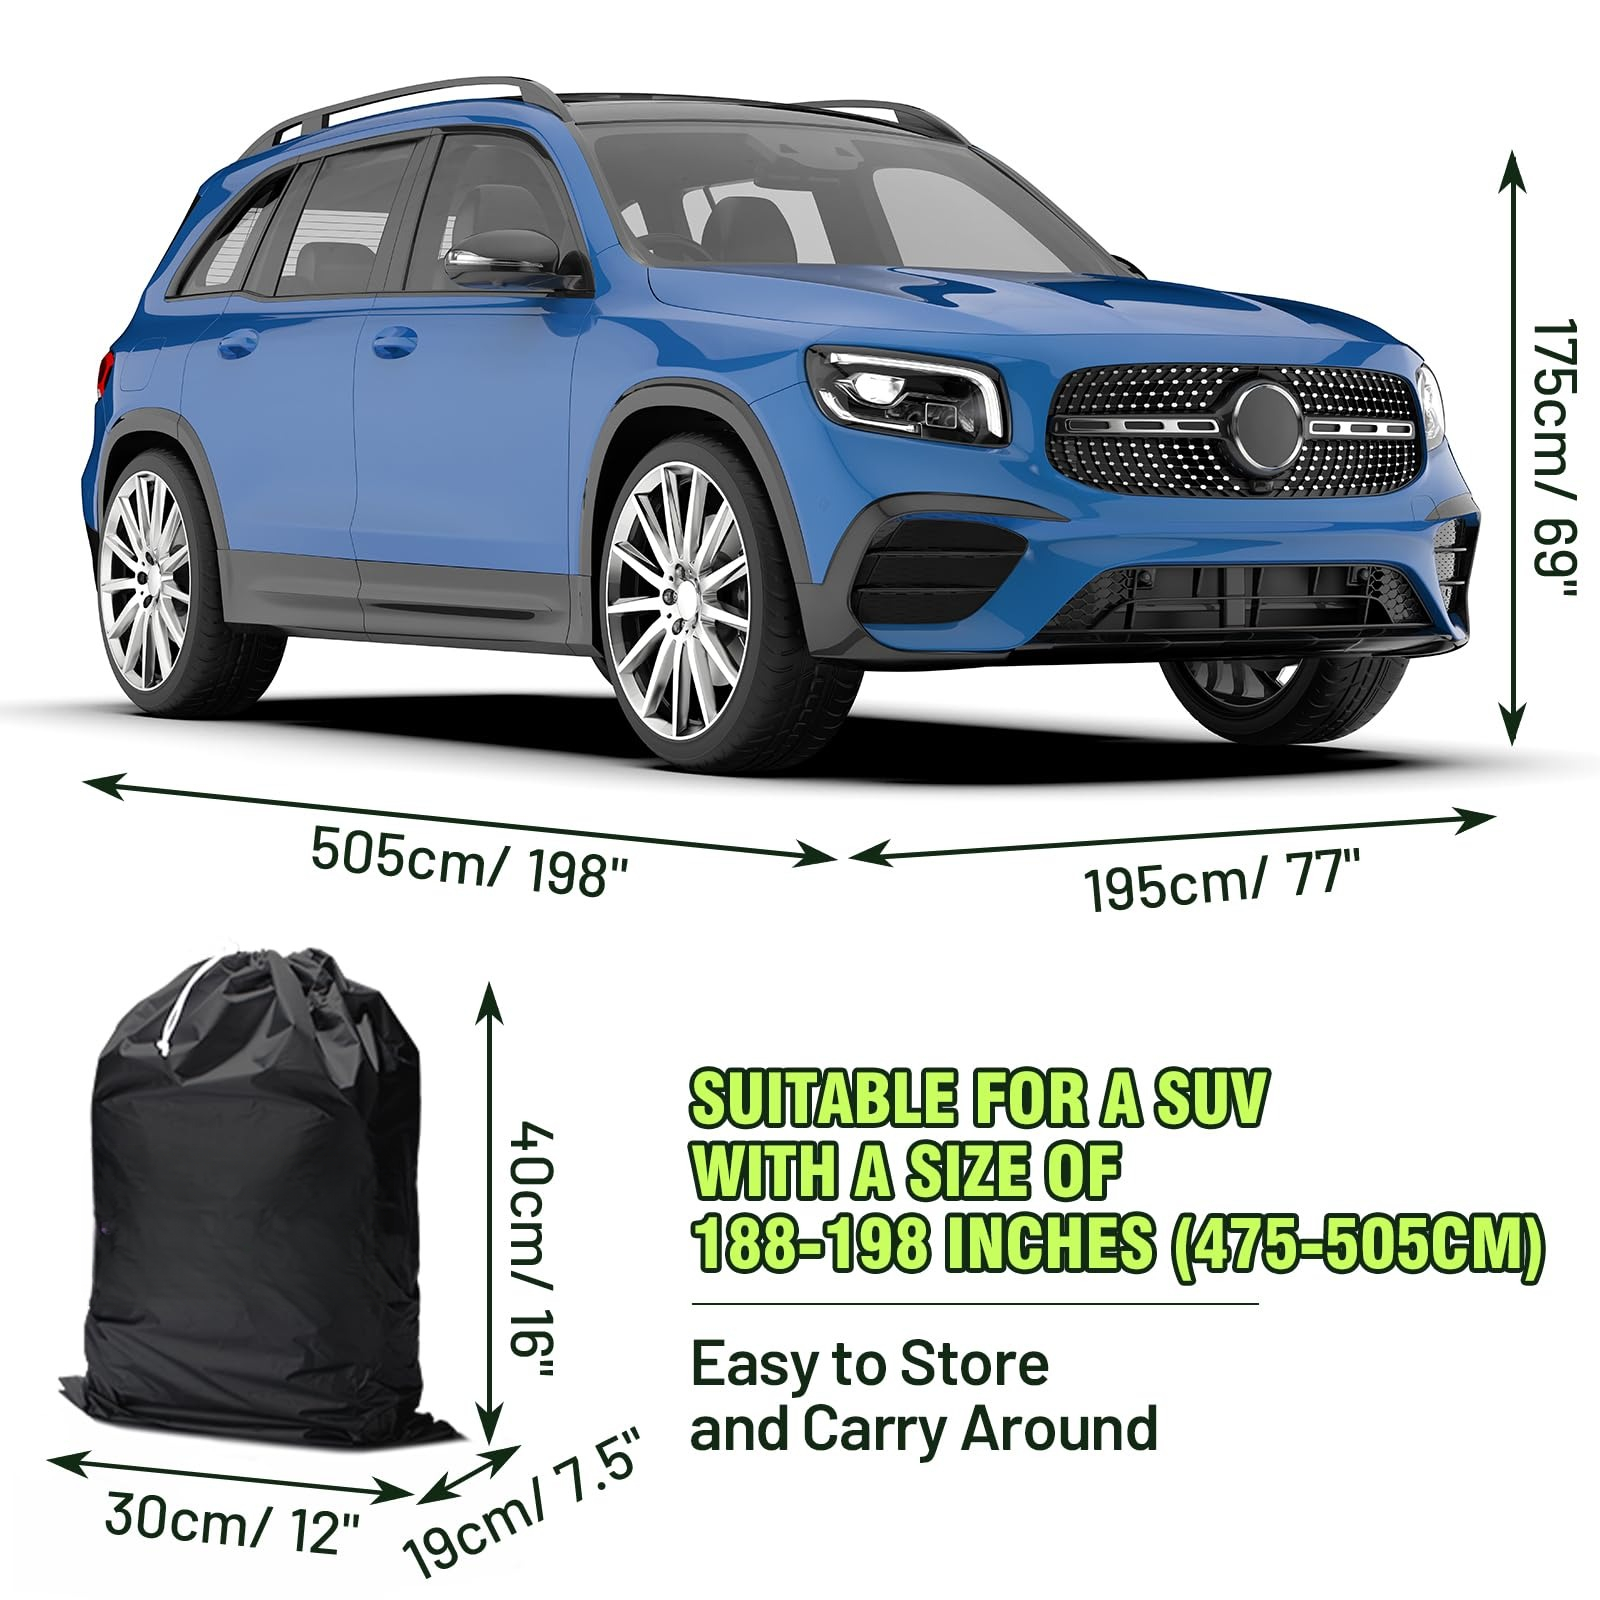 175cm/ 69"
505cm/ 198"
195cm/ 77"
40cm/ 16"
30cm/ 12"
19cm/ 7.5"
SUITABLE FOR A SUV
WITH A SIZE OF
188-198 INCHES (475-505CM)
Easy to Store
and Carry Around